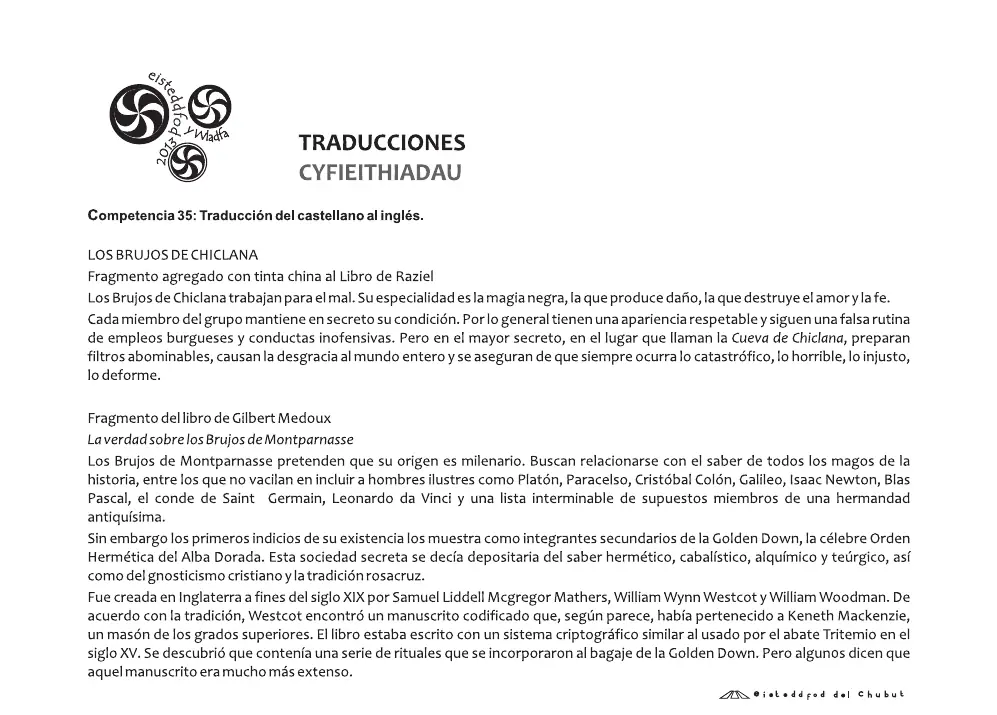 eisteddfod y Wladfa
2013
TRADUCCIONES
CYFIEITHIADAU
Competencia 35: Traducción del castellano al inglés.
LOS BRUJOS DE CHICLANA
Fragmento agregado con tinta china al Libro de Raziel
Los Brujos de Chiclana trabajan para el mal. Su especialidad es la magia negra, la que produce daño, la que destruye el amor y la fe.
Cada miembro del grupo mantiene en secreto su condición. Por lo general tienen una apariencia respetable y siguen una falsa rutina
de empleos burgueses y conductas inofensivas. Pero en el mayor secreto, en el lugar que llaman la Cueva de Chiclana, preparan
filtros abominables, causan la desgracia al mundo entero y se aseguran de que siempre ocurra lo catastrófico, lo horrible, lo injusto,
lo deforme.
Fragmento del libro de Gilbert Medoux
La verdad sobre los Brujos de Montparnasse
Los Brujos de Montparnasse pretenden que su origen es milenario. Buscan relacionarse con el saber de todos los magos de la
historia, entre los que no vacilan en incluir a hombres ilustres como Platón, Paracelso, Cristóbal Colón, Galileo, Isaac Newton, Blas
Pascal, el conde de Saint Germain, Leonardo da Vinci y una lista interminable de supuestos miembros de una hermandad
antiquísima.
Sin embargo los primeros indicios de su existencia los muestra como integrantes secundarios de la Golden Down, la célebre Orden
Hermética del Alba Dorada. Esta sociedad secreta se decía depositaria del saber hermético, cabalístico, alquímico y teúrgico, así
como del gnosticismo cristiano y la tradición rosacruz.
Fue creada en Inglaterra a fines del siglo XIX por Samuel Liddell Mcgregor Mathers, William Wynn Westcot y William Woodman. De
acuerdo con la tradición, Westcot encontró un manuscrito codificado que, según parece, había pertenecido a Keneth Mackenzie,
un masón de los grados superiores. El libro estaba escrito con un sistema criptográfico similar al usado por el abate Tritemio en el
siglo XV. Se descubrió que contenía una serie de rituales que se incorporaron al bagaje de la Golden Down. Pero algunos dicen que
aquel manuscrito era mucho más extenso.
eisteddfod del Chubut